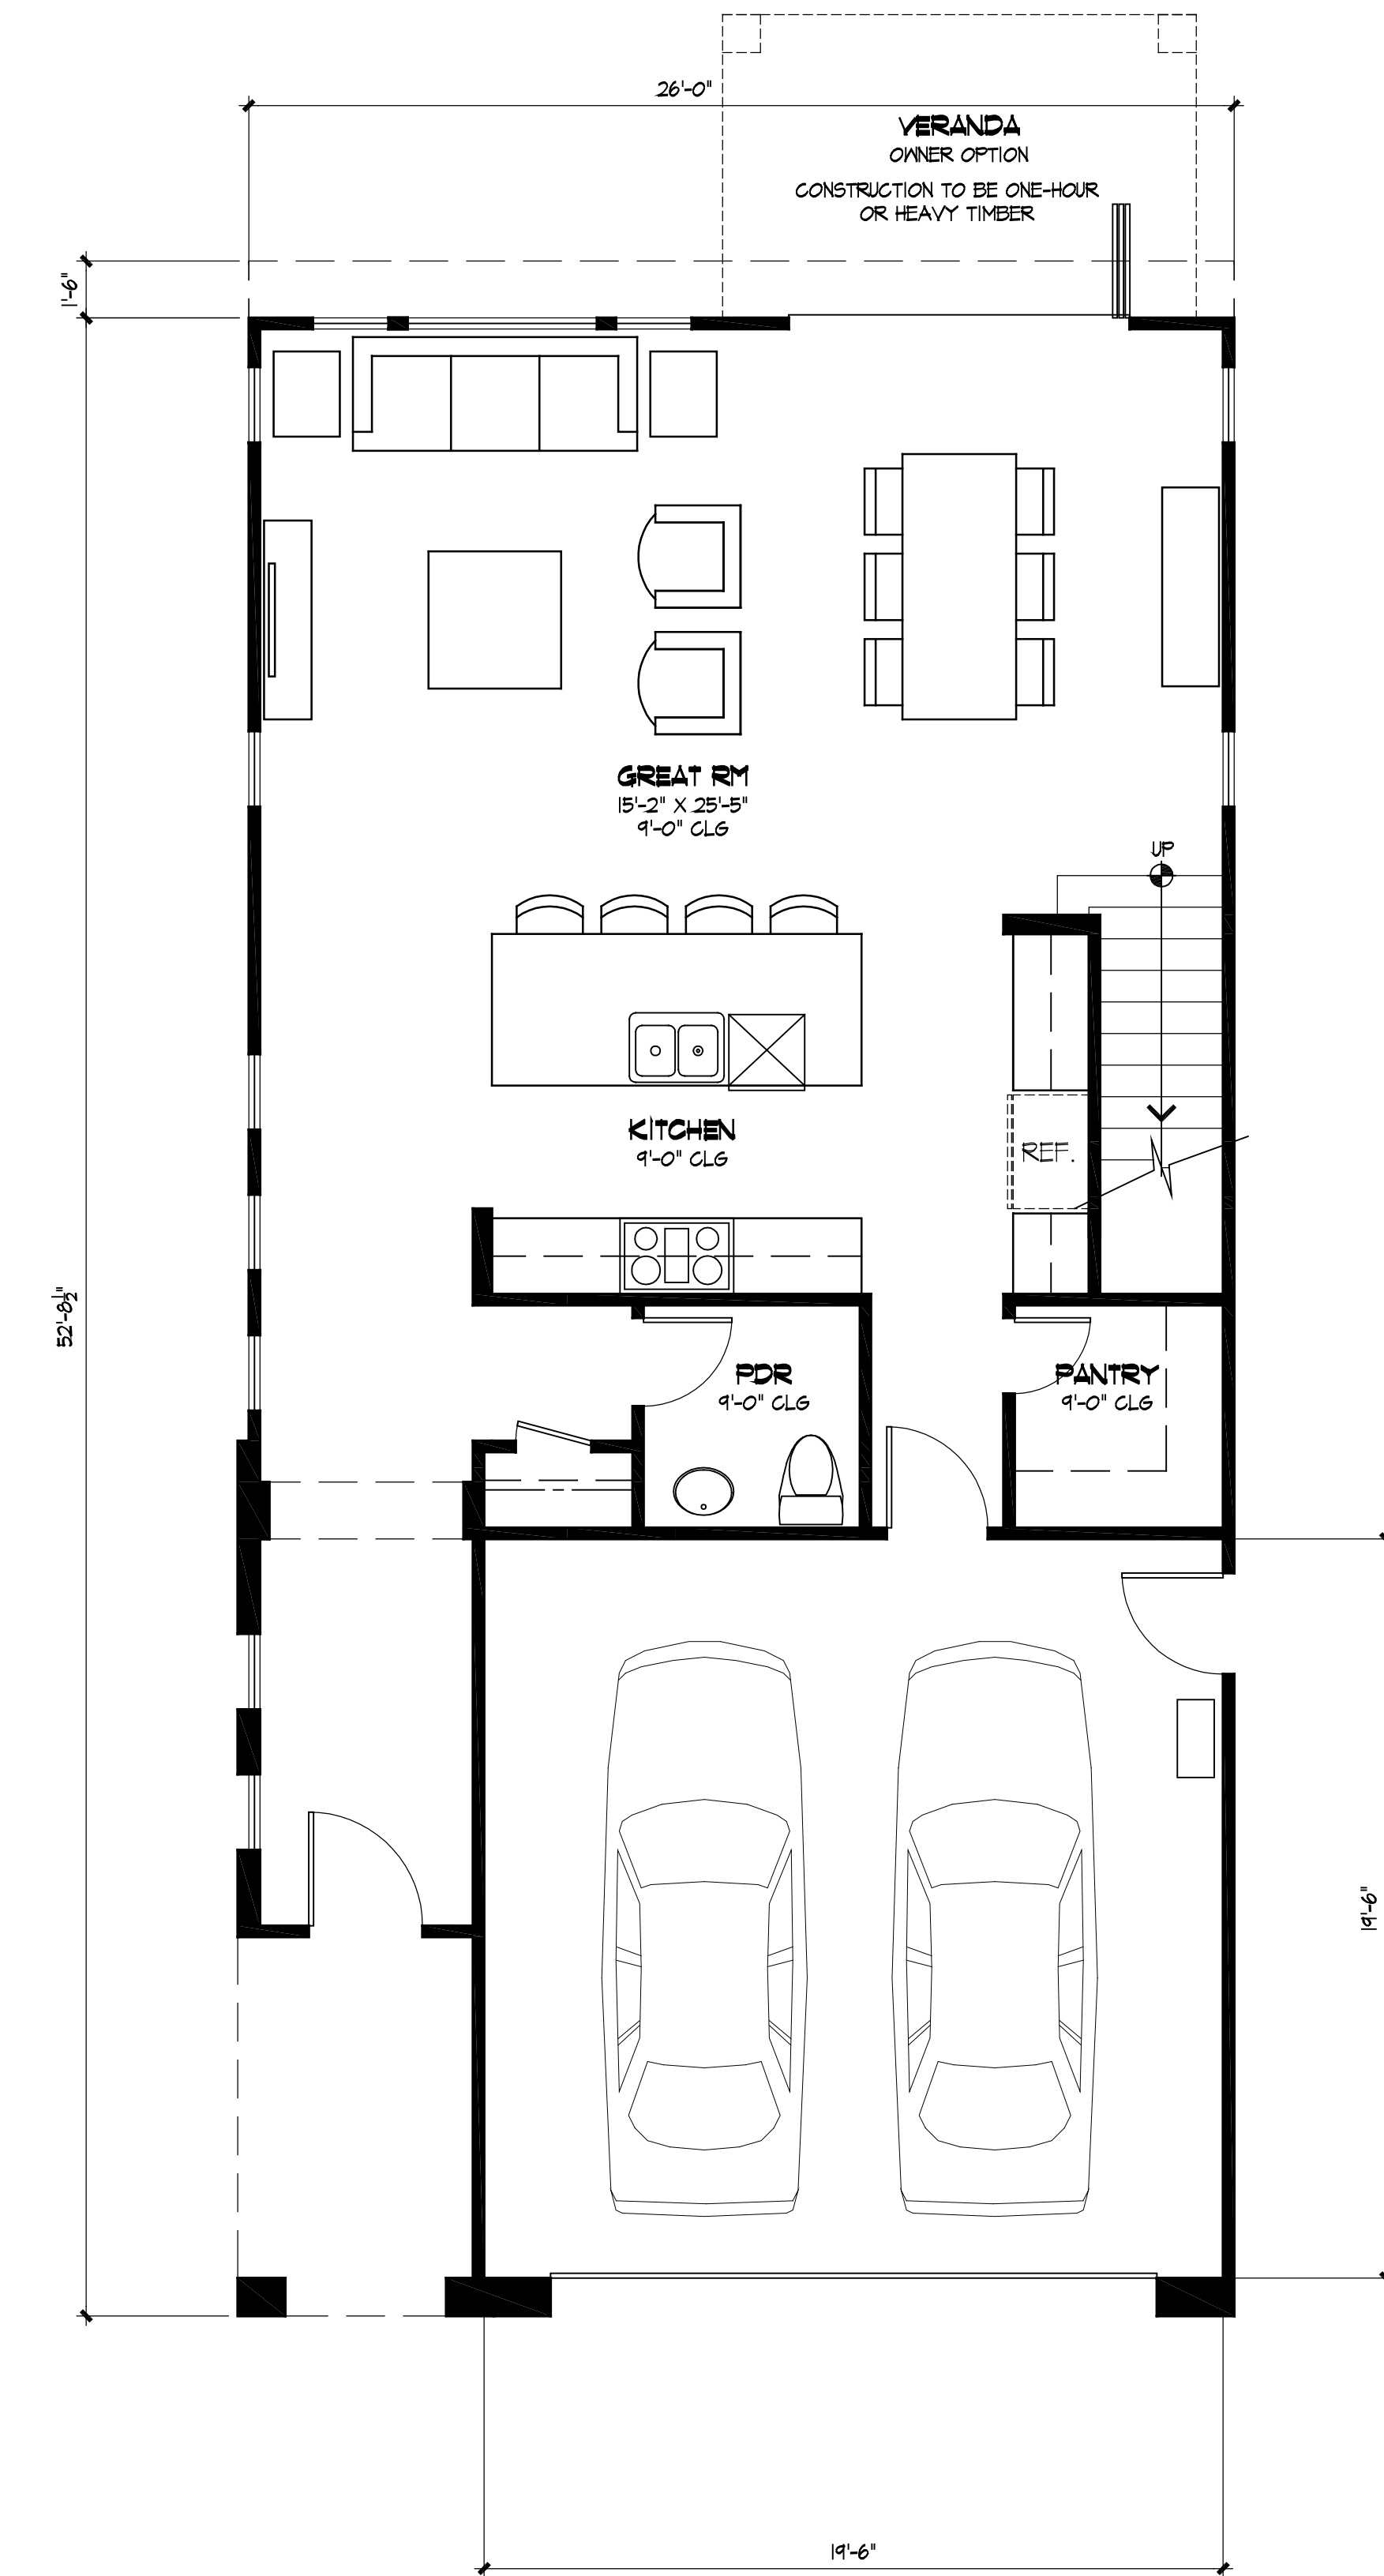 26'-0"
VERANDA
OWNER OPTION
CONSTRUCTION TO BE ONE-HOUR
OR HEAVY TIMBER
1'-6"
GREAT RM
15'-2" X 25'-5"
9'-0" CLG
UP
KITCHEN
9'-0" CLG
REF.
52'-8½"
PDR
9'-0" CLG
PANTRY
9'-0" CLG
19'-6"
19'-6"